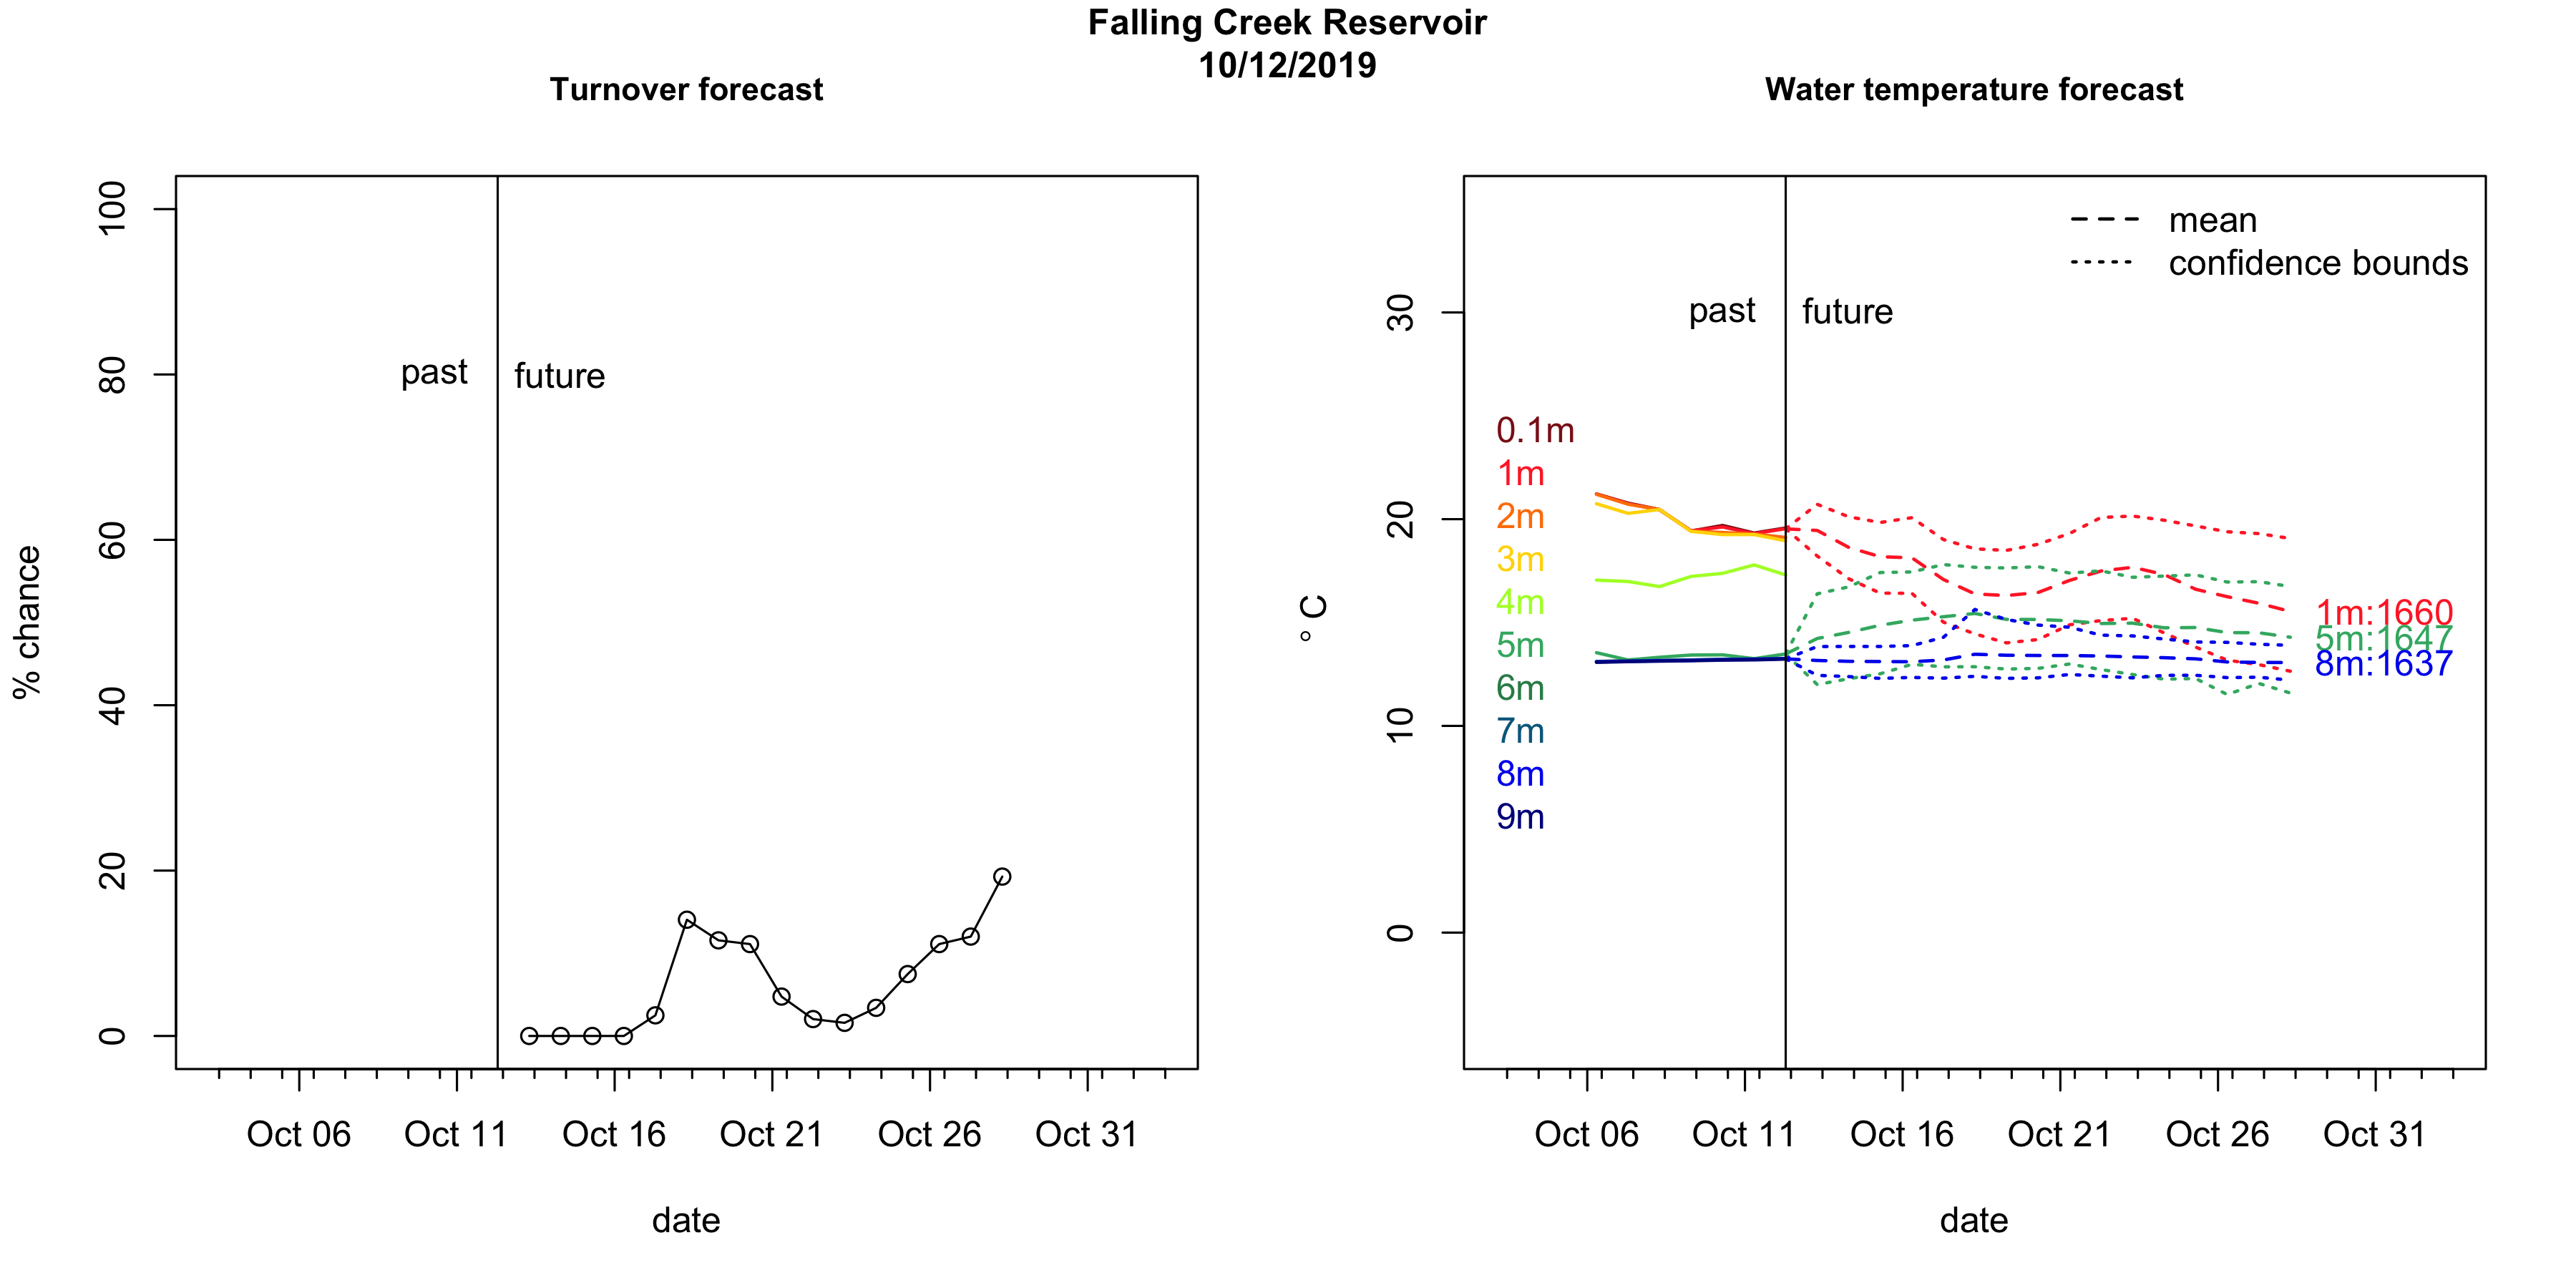 Falling Creek Reservoir
10/12/2019
Turnover forecast
% chance
100
80
60
40
20
0
past
future
Oct 06
Oct 11
Oct 16
Oct 21
Oct 26
Oct 31
date
Water temperature forecast
° C
30
20
10
0
mean
confidence bounds
past
future
0.1m
1m
2m
3m
4m
5m
6m
7m
8m
9m
1m:1660
5m:1647
8m:1637
Oct 06
Oct 11
Oct 16
Oct 21
Oct 26
Oct 31
date